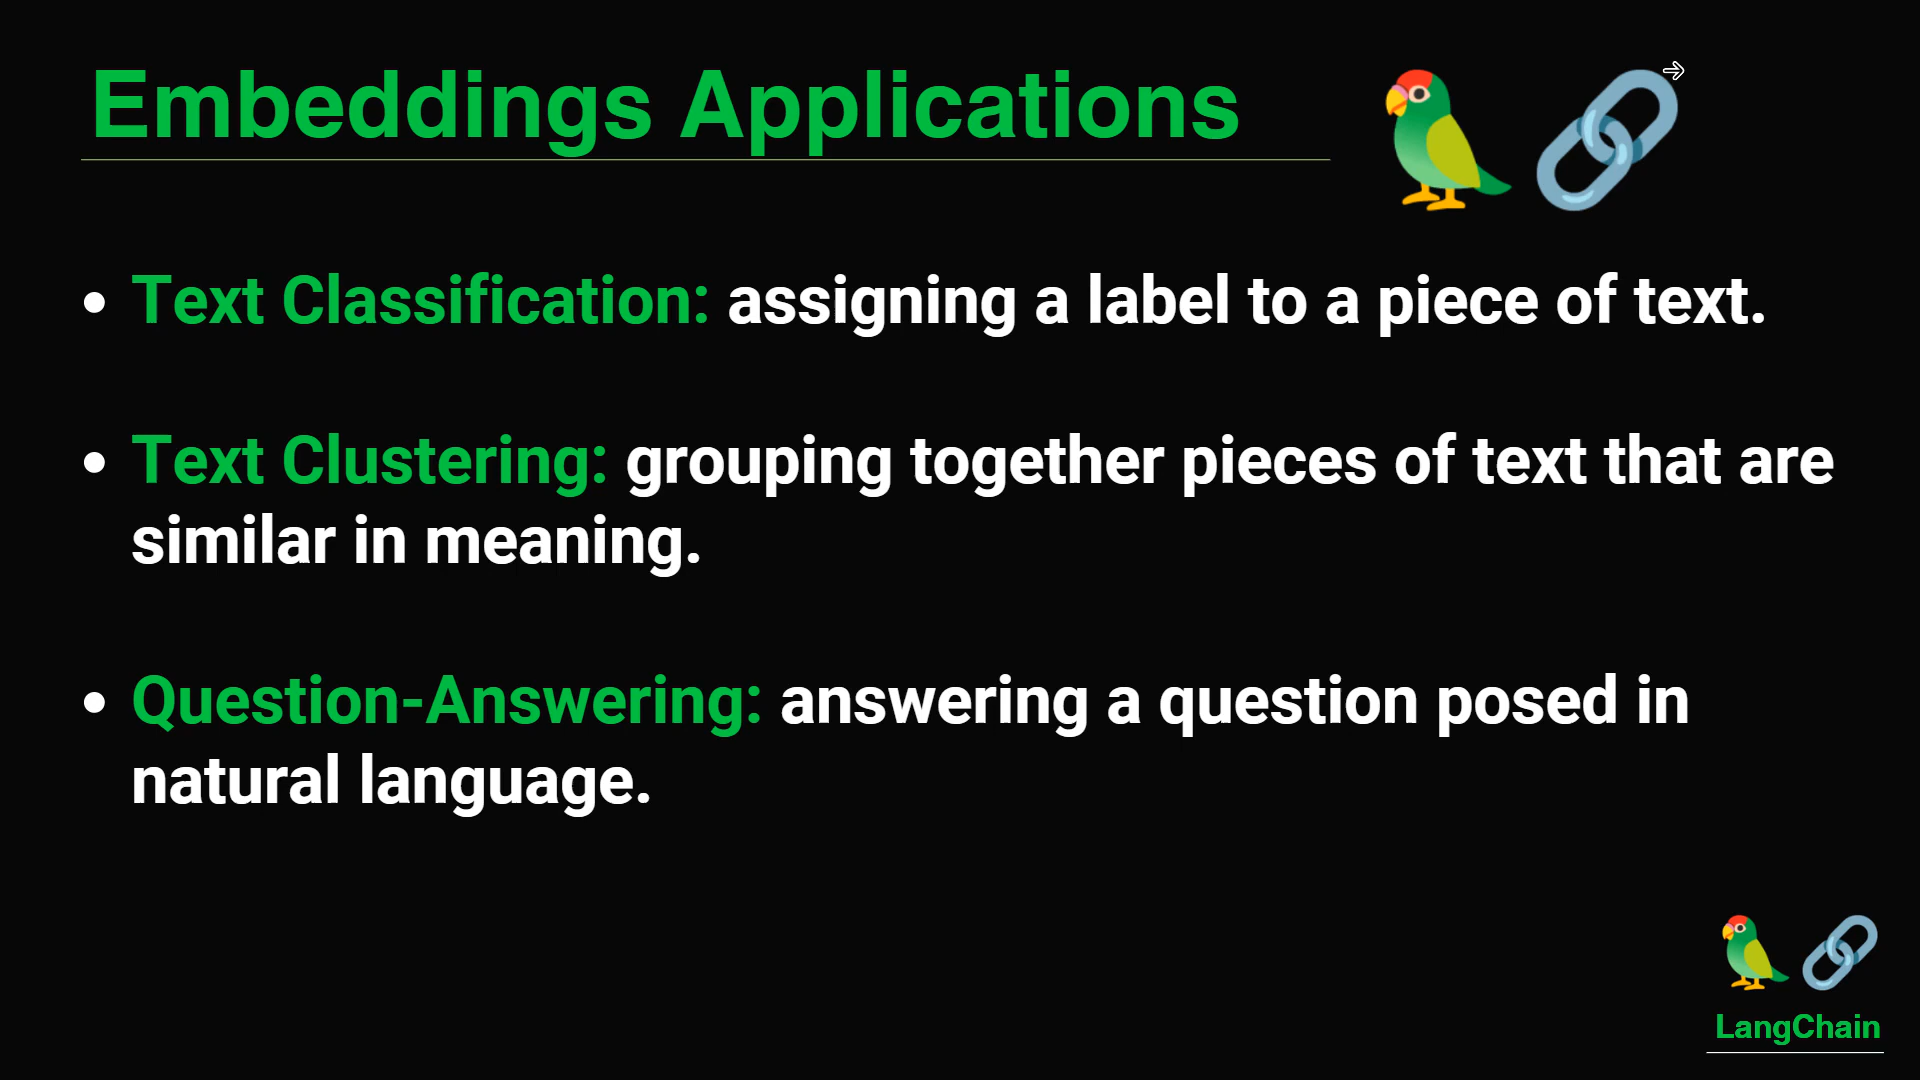 Embeddings Applications
• Text Classification: assigning a label to a piece of text.
• Text Clustering: grouping together pieces of text that are
similar in meaning.
• Question-Answering: answering a question posed in
natural language.
LangChain